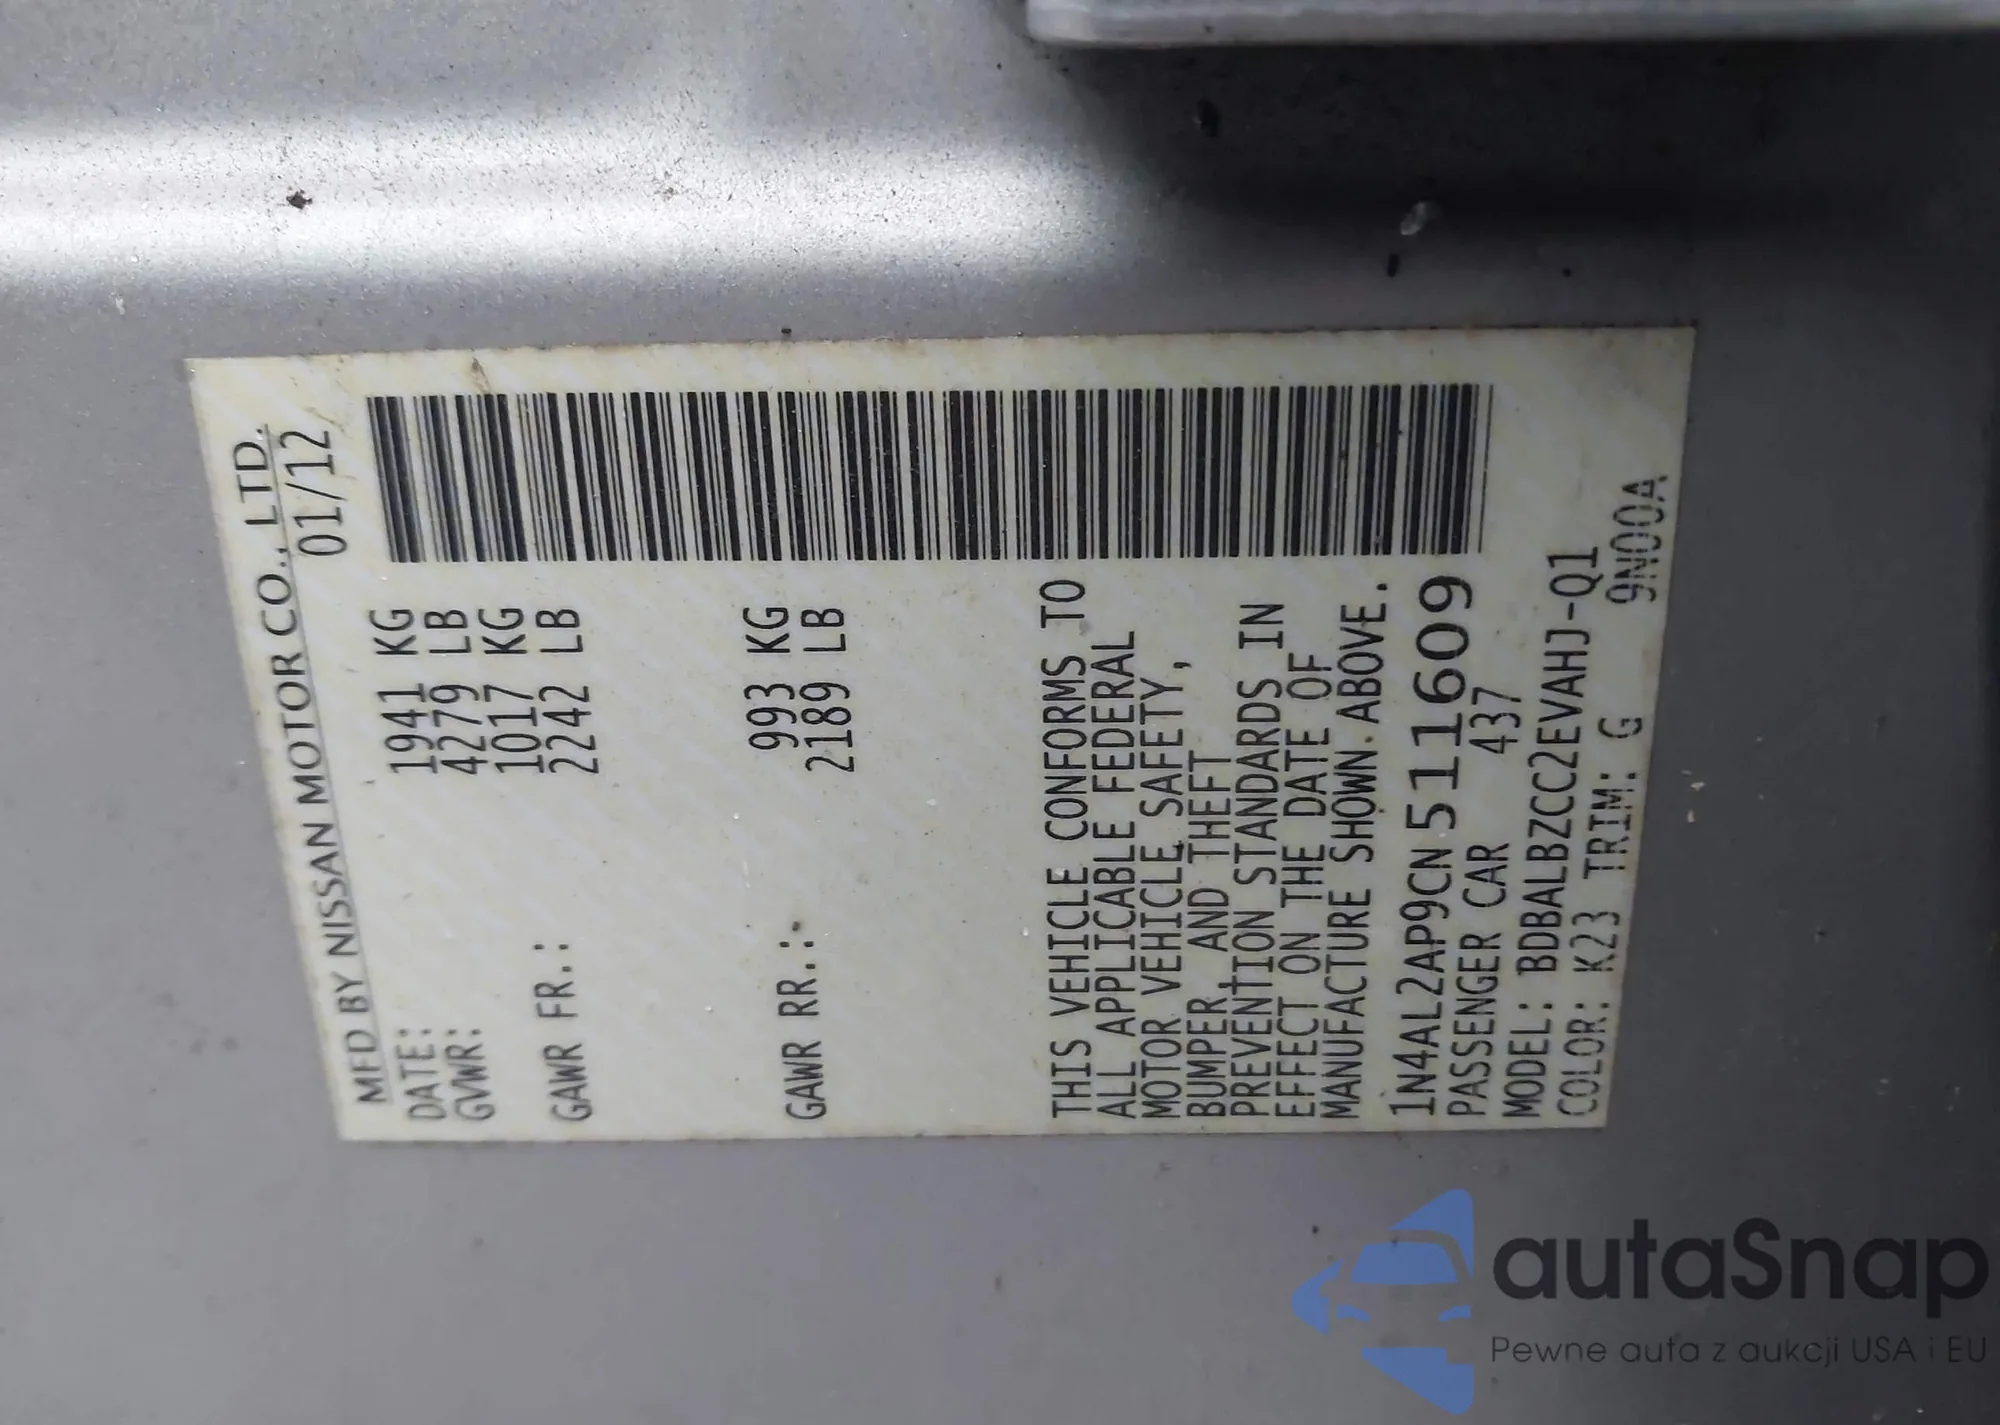 MFD BY NISSAN MOTOR CO., LTD.
DATE: 01/12
GVWR: 1941 KG
4279 LB
GAWR FR.: 1017 KG
2242 LB
GAWR RR.: 993 KG
2189 LB
THIS VEHICLE CONFORMS TO
ALL APPLICABLE FEDERAL
MOTOR VEHICLE SAFETY,
BUMPER, AND THEFT
PREVENTION STANDARDS IN
EFFECT ON THE DATE OF
MANUFACTURE SHOWN ABOVE.
1N4AL2AP9CN511609
PASSENGER CAR 437
MODEL: BDBALBZCC2EVAHJ-Q1
COLOR: K23 TRIM: G 9N00A
autaSnap
Pewne auta z aukcji USA i EU